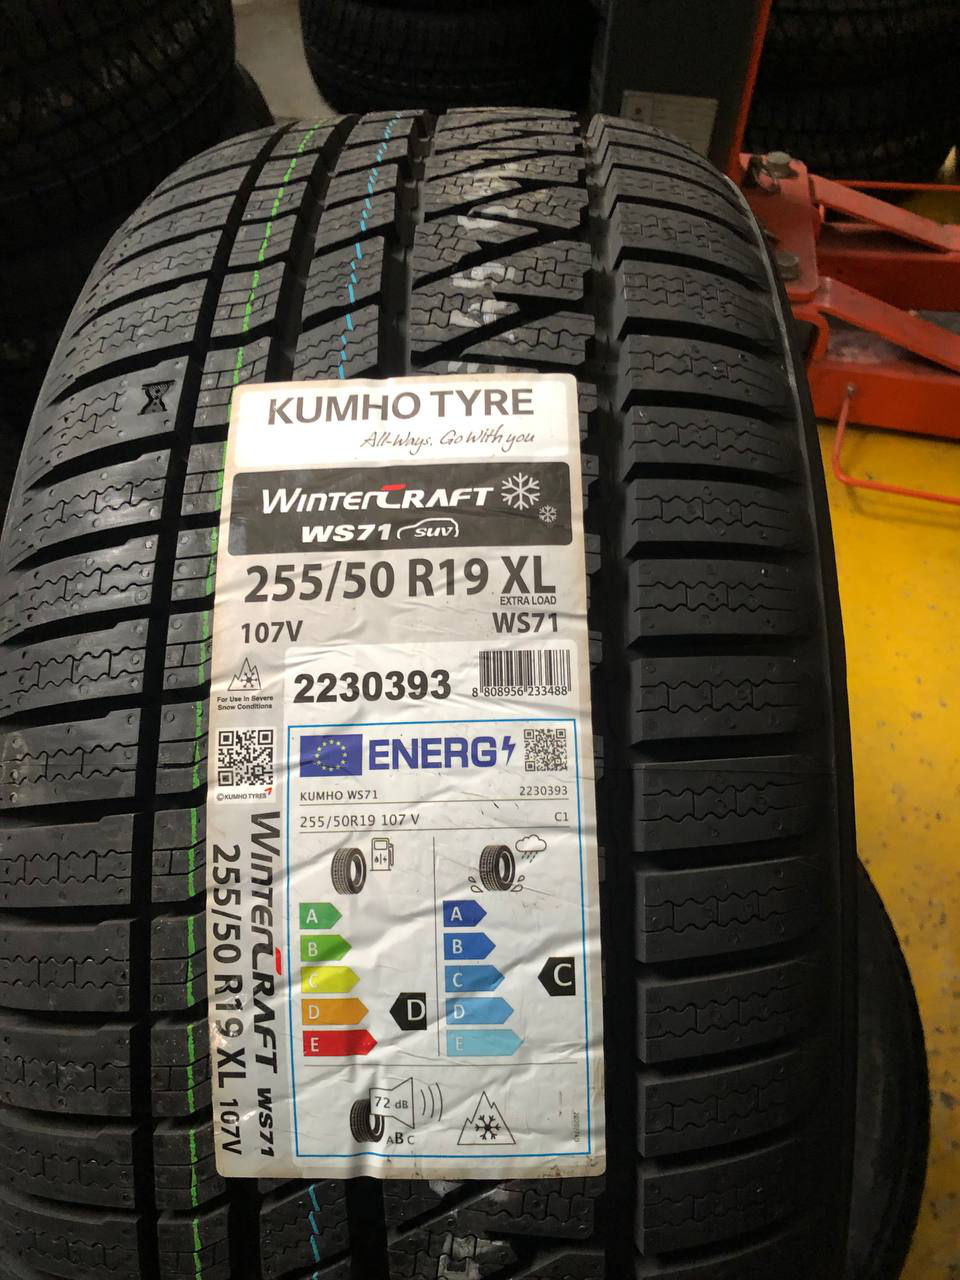 KUMHO TYRE
All-Ways, Go With you
WINTERCRAFT
WS71 SUV
255/50 R19 XL
EXTRA LOAD
107V
WS71
For Use In Severe
Snow Conditions
2230393
8 808956 233488
ENERG
KUMHO WS71
2230393
255/50R19 107 V
C1
©KUMHO TYRES
A
B
C
D
E
D
A
B
C
D
E
C
72 dB
ABC
WINTERCRAFT WS71
255/50 R19 XL 107V